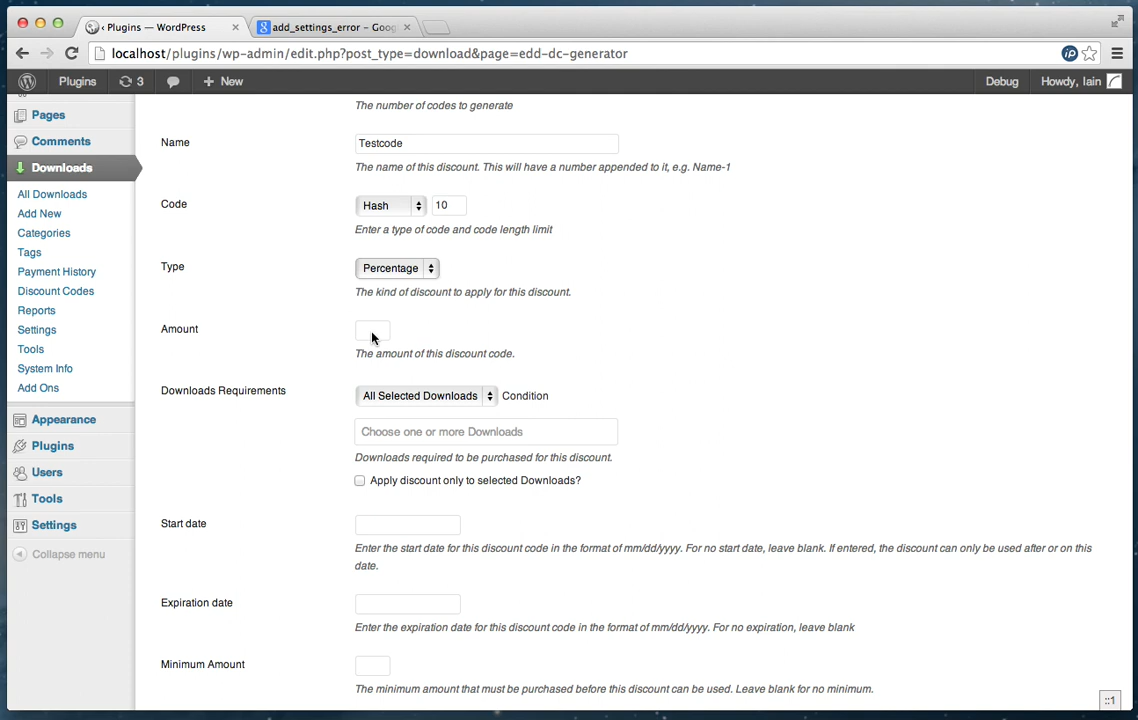 ‹ Plugins — WordPress
add_settings_error - Goog
localhost/plugins/wp-admin/edit.php?post_type=download&page=edd-dc-generator
Plugins
3
+ New
Debug
Howdy, Iain
Pages
Comments
Downloads
All Downloads
Add New
Categories
Tags
Payment History
Discount Codes
Reports
Settings
Tools
System Info
Add Ons
Appearance
Plugins
Users
Tools
Settings
Collapse menu
The number of codes to generate
Name
Testcode
The name of this discount. This will have a number appended to it, e.g. Name-1
Code
Hash
10
Enter a type of code and code length limit
Type
Percentage
The kind of discount to apply for this discount.
Amount
The amount of this discount code.
Downloads Requirements
All Selected Downloads
Condition
Choose one or more Downloads
Downloads required to be purchased for this discount.
Apply discount only to selected Downloads?
Start date
Enter the start date for this discount code in the format of mm/dd/yyyy. For no start date, leave blank. If entered, the discount can only be used after or on this
date.
Expiration date
Enter the expiration date for this discount code in the format of mm/dd/yyyy. For no expiration, leave blank
Minimum Amount
The minimum amount that must be purchased before this discount can be used. Leave blank for no minimum.
::1